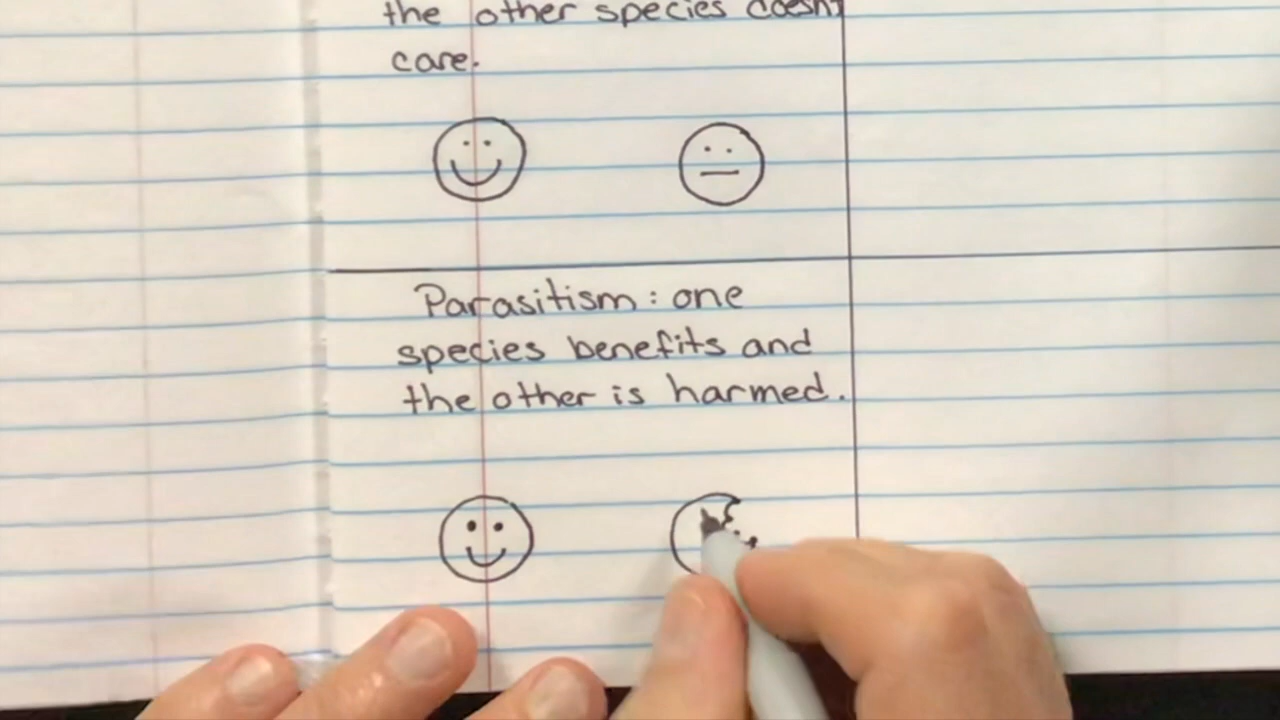 the other species doesn't
care.
Parasitism: one
species benefits and
the other is harmed.